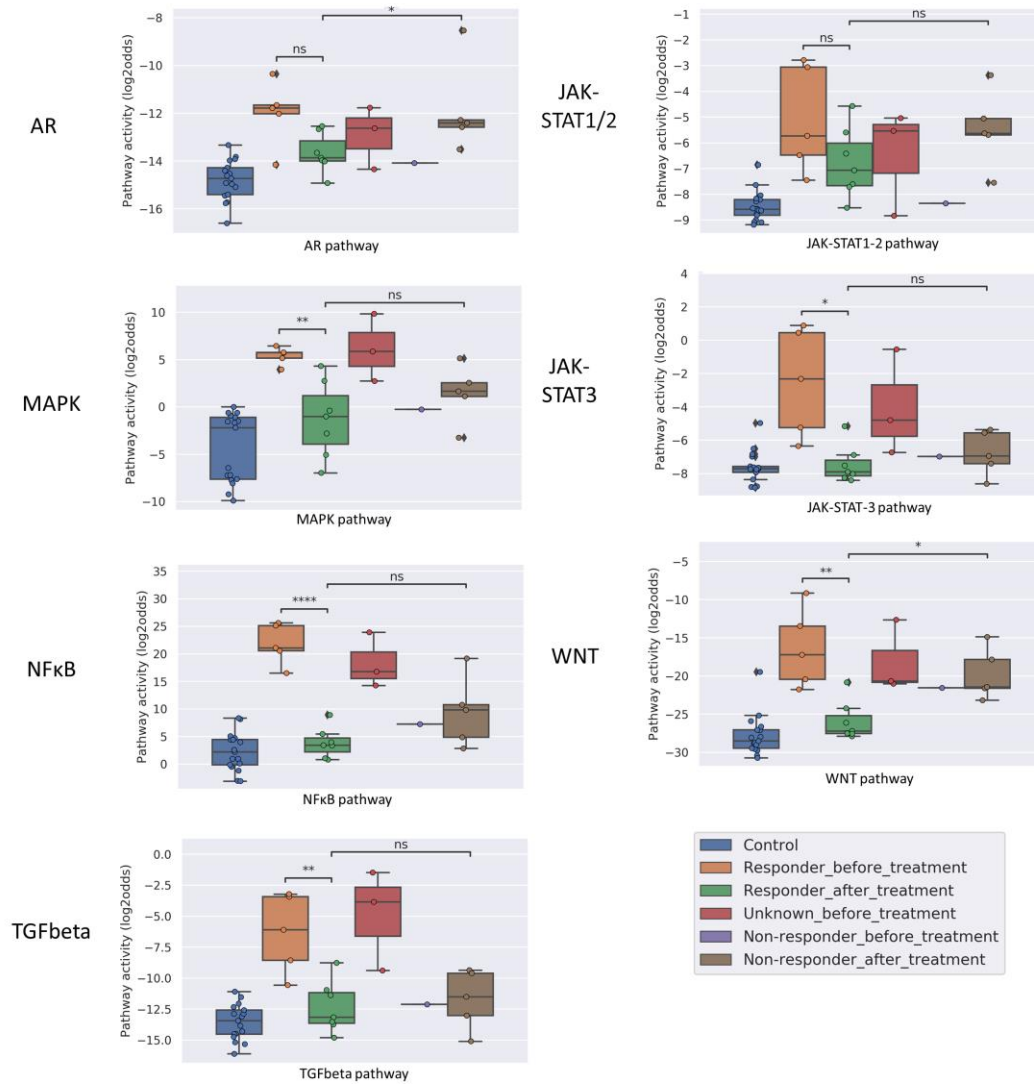 AR
Pathway activity (log2odds)
−8
−10
−12
−14
−16
ns
*
AR pathway
JAK-
STAT1/2
Pathway activity (log2odds)
−1
−2
−3
−4
−5
−6
−7
−8
−9
ns
ns
JAK-STAT1-2 pathway
MAPK
Pathway activity (log2odds)
10
5
0
−5
−10
**
ns
MAPK pathway
JAK-
STAT3
Pathway activity (log2odds)
4
2
0
−2
−4
−6
−8
*
ns
JAK-STAT-3 pathway
NFκB
Pathway activity (log2odds)
35
30
25
20
15
10
5
0
****
ns
NFκB pathway
WNT
Pathway activity (log2odds)
−5
−10
−15
−20
−25
−30
**
*
WNT pathway
TGFbeta
Pathway activity (log2odds)
0.0
−2.5
−5.0
−7.5
−10.0
−12.5
−15.0
**
ns
TGFbeta pathway
Control
Responder_before_treatment
Responder_after_treatment
Unknown_before_treatment
Non-responder_before_treatment
Non-responder_after_treatment